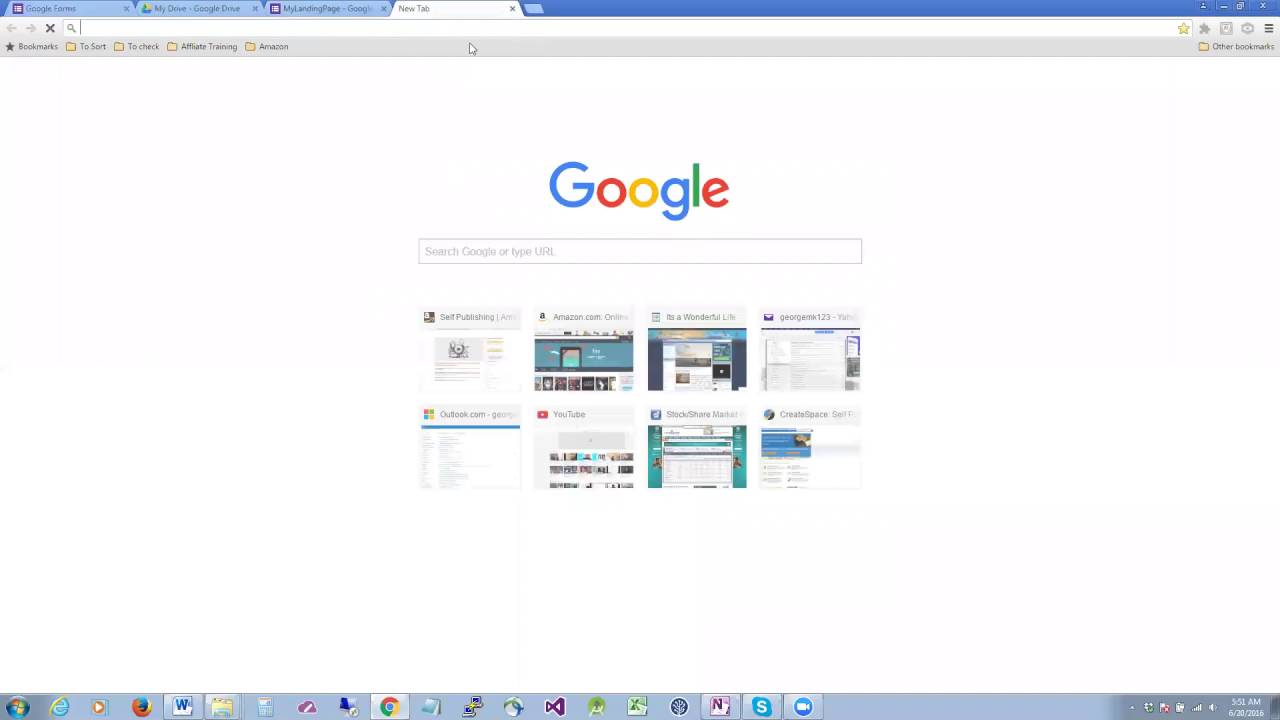 Google Forms
My Drive - Google Drive
MyLandingPage - Google
New Tab
Bookmarks
To Sort
To check
Affliate Training
Amazon
Other bookmarks
Google
Search Google or type URL
Self Publishing | Am
Amazon.com: Online
Its a Wonderful Life
georgemk123 - Yaho
Outlook.com - georg
YouTube
Stock/Share Market
CreateSpace: Self P
5:51 AM
6/20/2016